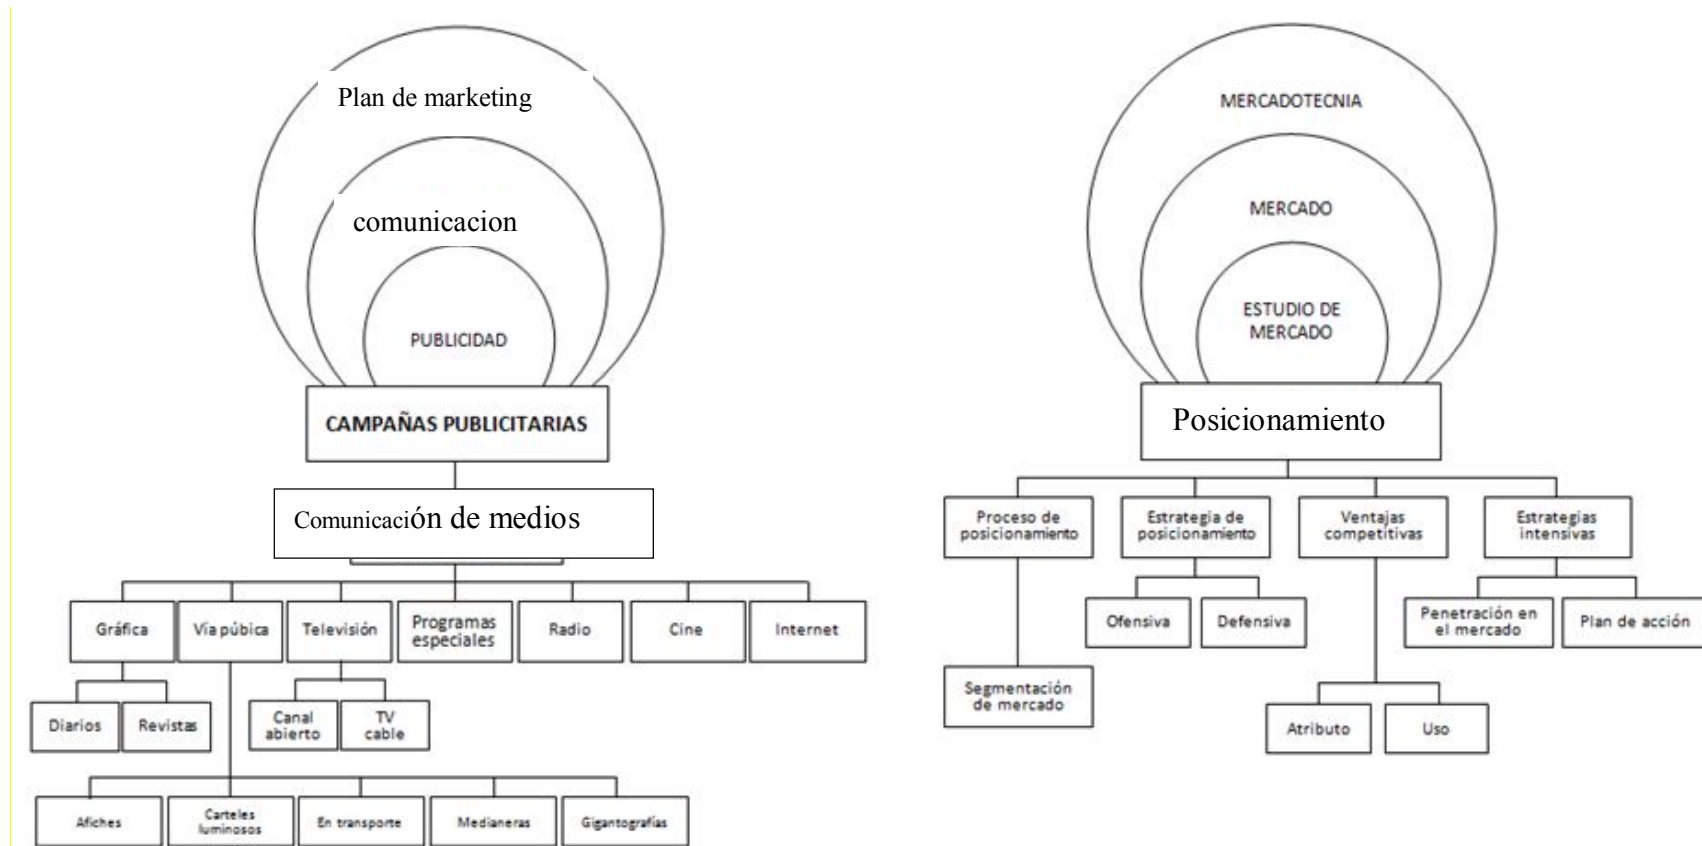 Plan de marketing
comunicacion
PUBLICIDAD
CAMPAÑAS PUBLICITARIAS
Comunicación de medios
Gráfica
Vía púbica
Televisión
Programas
especiales
Radio
Cine
Internet
Diarios
Revistas
Canal
abierto
TV
cable
Afiches
Carteles
luminosos
En transporte
Medianeras
Gigantografías
MERCADOTECNIA
MERCADO
ESTUDIO DE
MERCADO
Posicionamiento
Proceso de
posicionamiento
Estrategia de
posicionamiento
Ventajas
competitivas
Estrategias
intensivas
Ofensiva
Defensiva
Penetración en
el mercado
Plan de acción
Segmentación
de mercado
Atributo
Uso